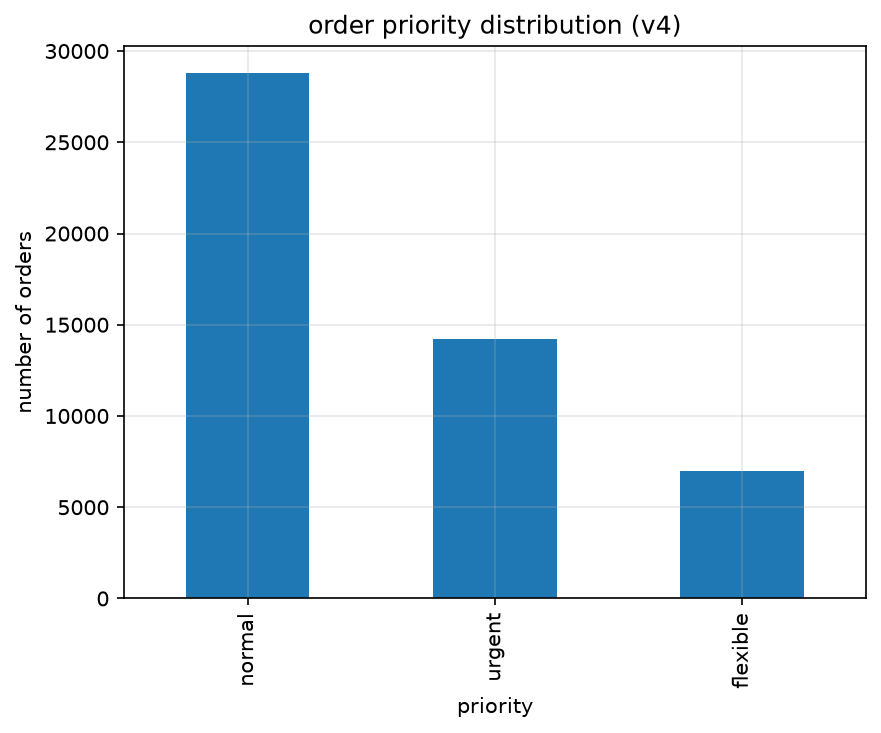 order priority distribution (v4)
30000
25000
20000
15000
10000
5000
0
number of orders
normal
urgent
flexible
priority